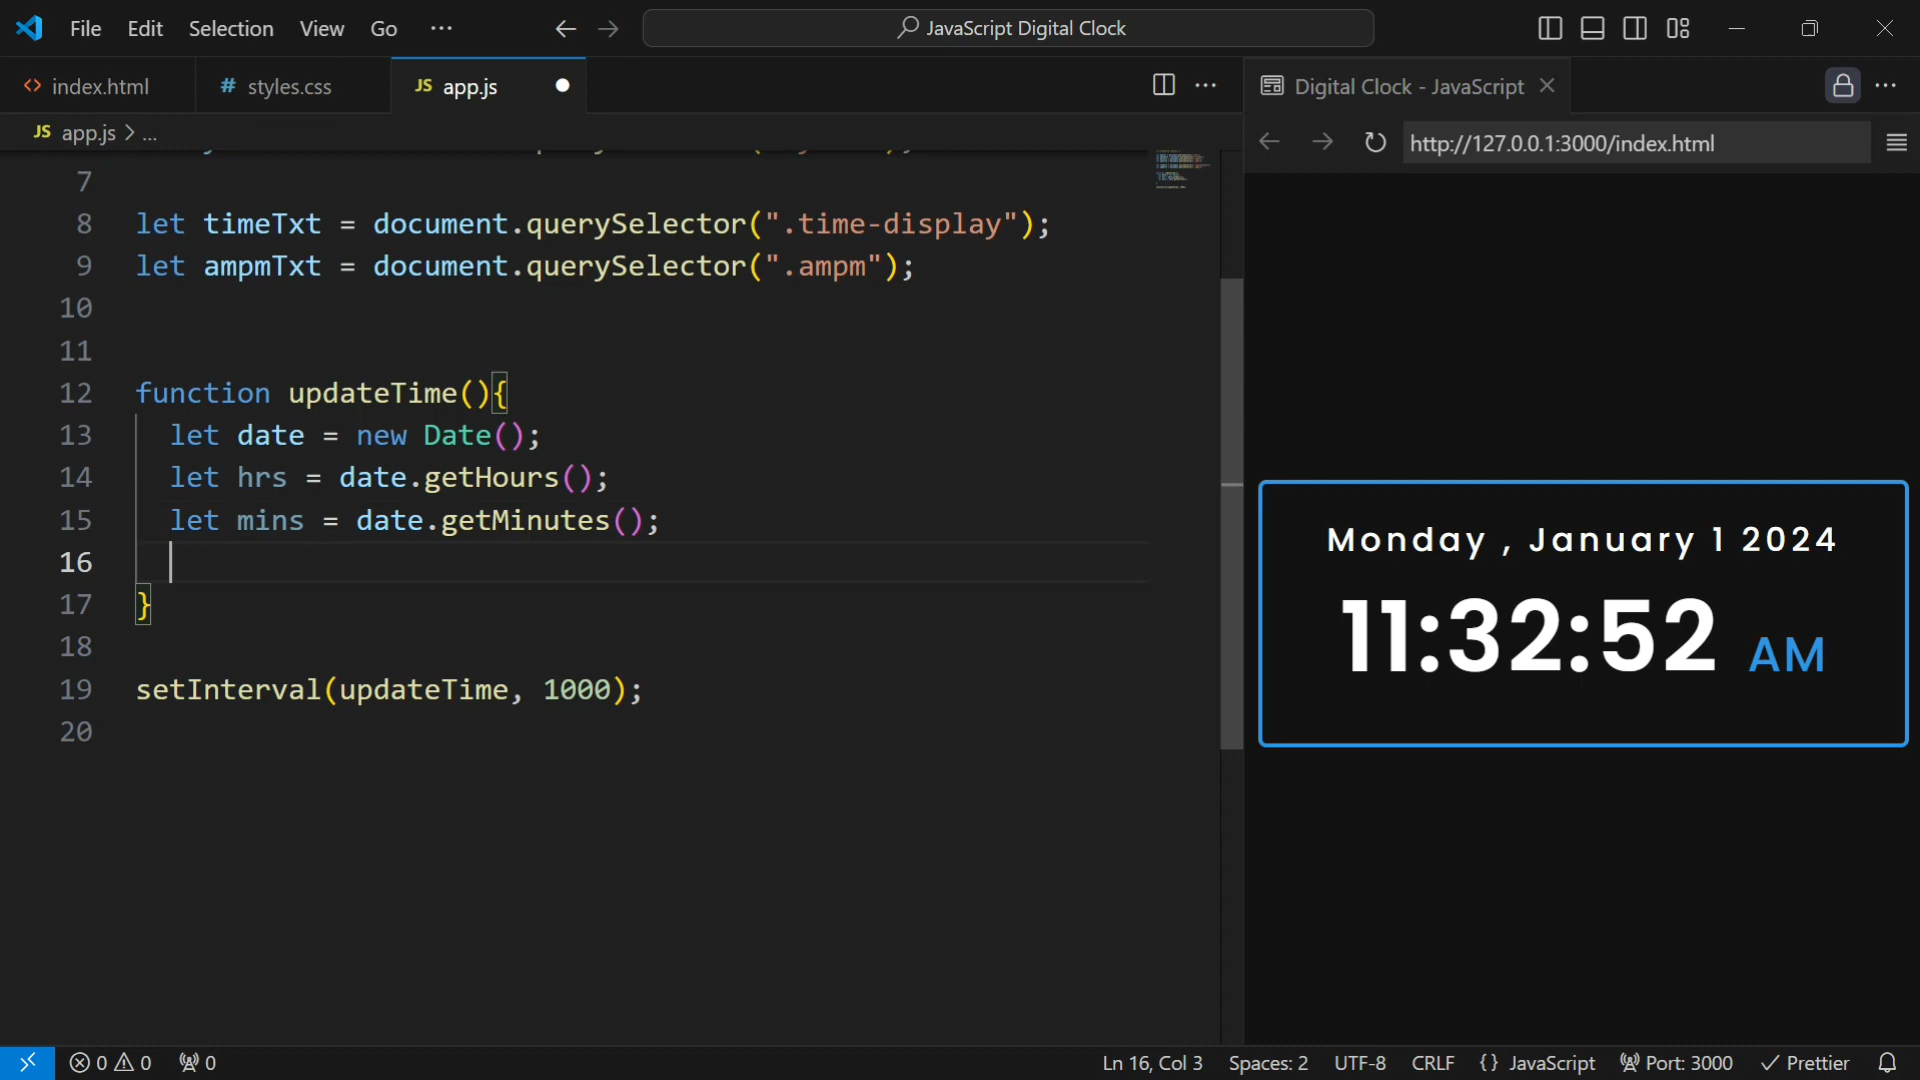 File Edit Selection View Go ···
JavaScript Digital Clock
<> index.html
# styles.css
JS app.js
Digital Clock - JavaScript
JS app.js > ...
http://127.0.0.1:3000/index.html
7
8 let timeTxt = document.querySelector(".time-display");
9 let ampmTxt = document.querySelector(".ampm");
10
11
12 function updateTime(){
13 let date = new Date();
14 let hrs = date.getHours();
15 let mins = date.getMinutes();
16
17 }
18
19 setInterval(updateTime, 1000);
20
Monday , January 1 2024
11:32:52 AM
0 0 0
Ln 16, Col 3 Spaces: 2 UTF-8 CRLF {} JavaScript Port: 3000 Prettier